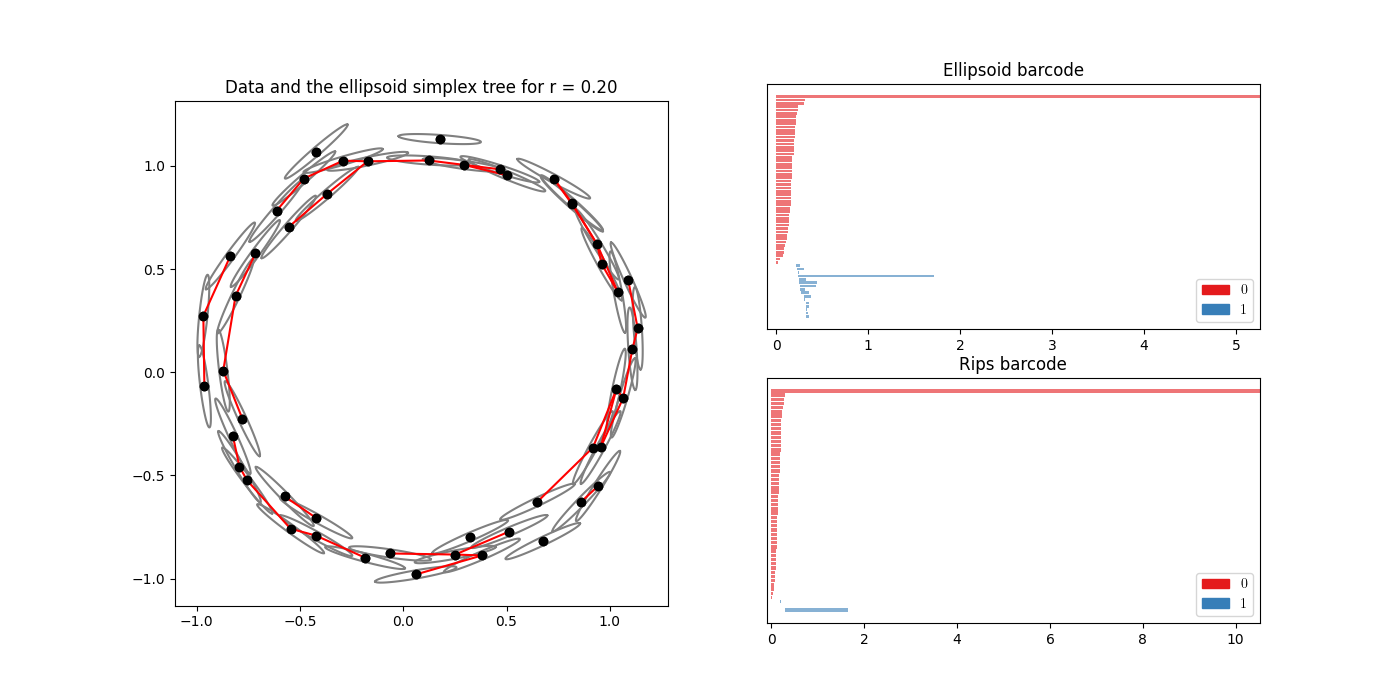 Data and the ellipsoid simplex tree for r = 0.20
1.0
0.5
0.0
−0.5
−1.0
−1.0 −0.5 0.0 0.5 1.0
Ellipsoid barcode
0
1
0 1 2 3 4 5
Rips barcode
0
1
0 2 4 6 8 10